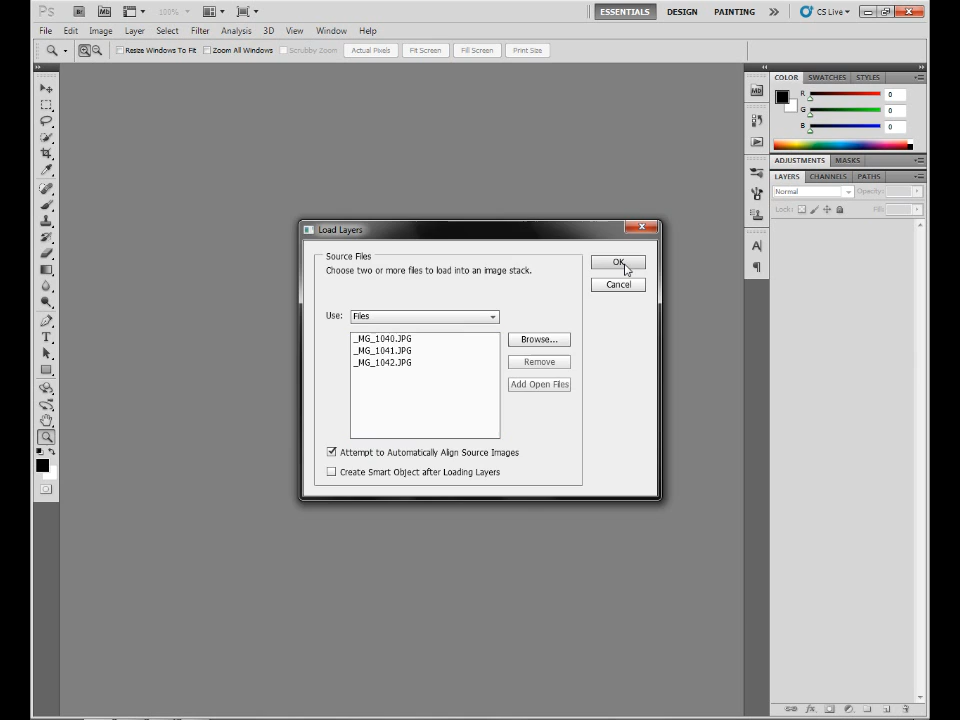 Ps Br Mb 100% ESSENTIALS DESIGN PAINTING CS Live
File Edit Image Layer Select Filter Analysis 3D View Window Help
Resize Windows To Fit Zoom All Windows Scrubby Zoom Actual Pixels Fit Screen Fill Screen Print Size
COLOR SWATCHES STYLES
Mb
R 0
G 0
B 0
ADJUSTMENTS MASKS
LAYERS CHANNELS PATHS
Normal Opacity:
Lock: Fill:
Load Layers
Source Files
Choose two or more files to load into an image stack.
OK
Cancel
Use: Files
_MG_1040.JPG
_MG_1041.JPG
_MG_1042.JPG
Browse...
Remove
Add Open Files
Attempt to Automatically Align Source Images
Create Smart Object after Loading Layers